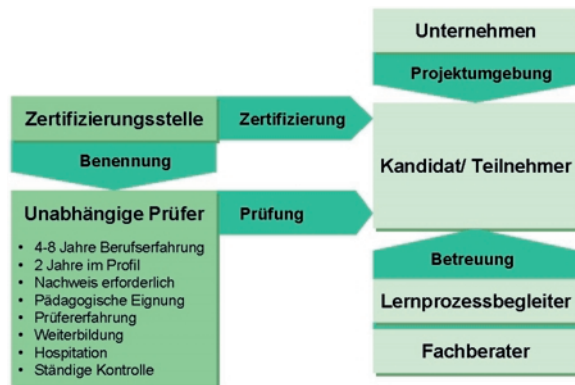 Unternehmen
Projektumgebung
Zertifizierungsstelle
Zertifizierung
Kandidat/ Teilnehmer
Benennung
Unabhängige Prüfer
Prüfung
• 4-8 Jahre Berufserfahrung
• 2 Jahre im Profil
• Nachweis erforderlich
• Pädagogische Eignung
• Prüfererfahrung
• Weiterbildung
• Hospitation
• Ständige Kontrolle
Betreuung
Lernprozessbegleiter
Fachberater